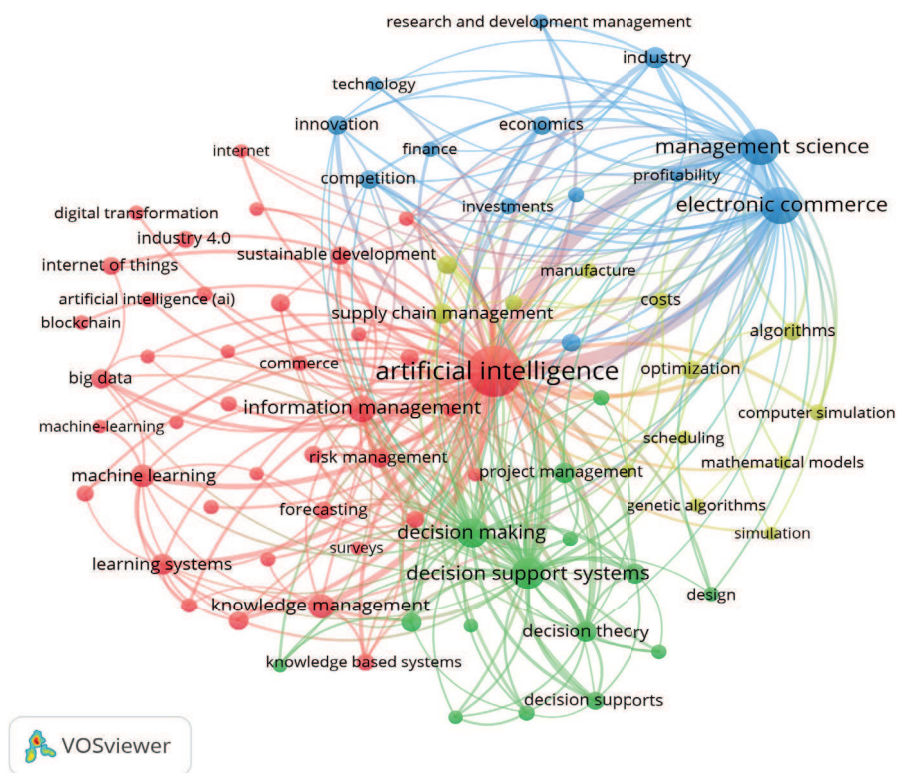 research and development management
industry
technology
innovation
economics
finance
management science
internet
competition
profitability
investments
electronic commerce
digital transformation
industry 4.0
sustainable development
internet of things
manufacture
artificial intelligence (ai)
costs
supply chain management
blockchain
algorithms
commerce
artificial intelligence
optimization
big data
information management
computer simulation
machine-learning
scheduling
risk management
mathematical models
machine learning
project management
forecasting
genetic algorithms
decision making
simulation
surveys
learning systems
decision support systems
design
knowledge management
decision theory
knowledge based systems
decision supports
VOSviewer